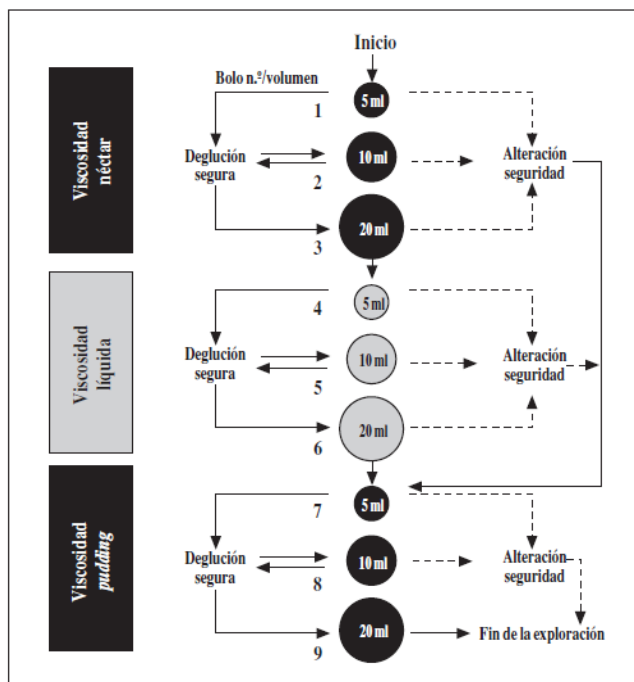 Inicio
Bolo n.º/volumen
Viscosidad
néctar
1
5 ml
Deglución
segura
2
10 ml
Alteración
seguridad
3
20 ml
Viscosidad
líquida
4
5 ml
Deglución
segura
5
10 ml
Alteración
seguridad
6
20 ml
Viscosidad
pudding
7
5 ml
Deglución
segura
8
10 ml
Alteración
seguridad
9
20 ml
Fin de la exploración